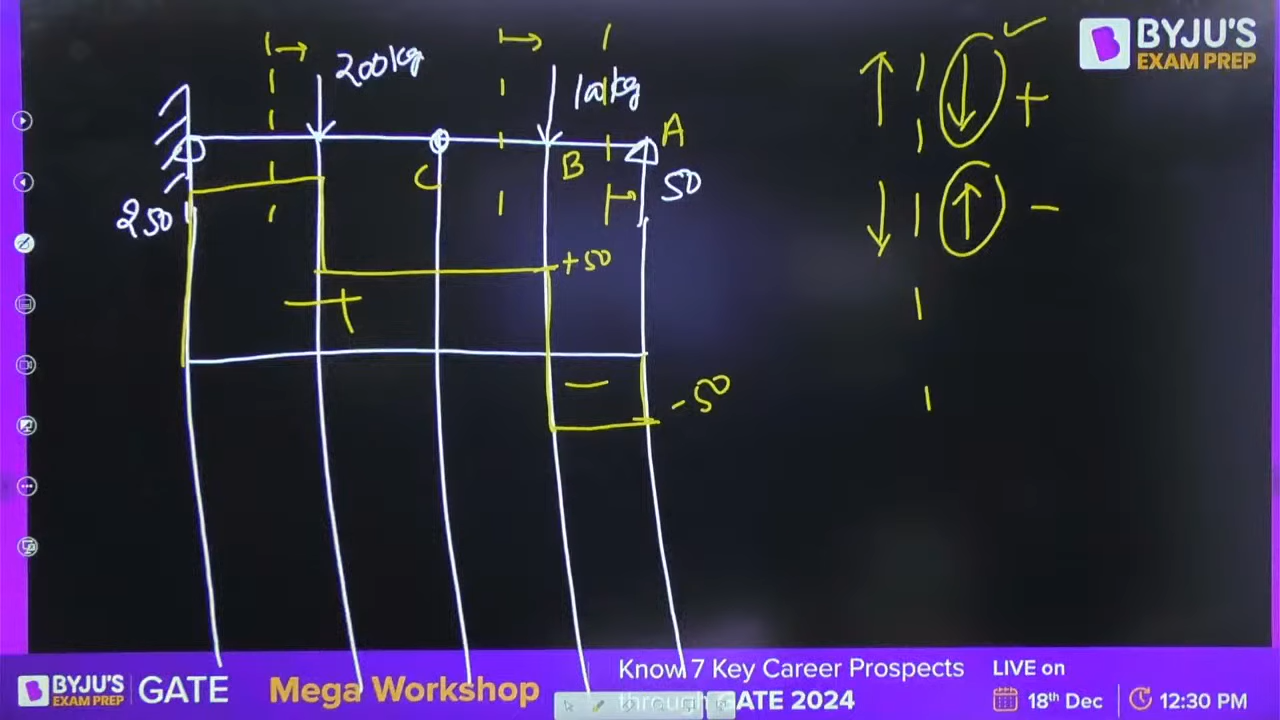 BYJU'S
EXAM PREP
200kg
100kg
A
B
C
50
250
+50
-50
+
-
+
-
BYJU'S
EXAM PREP
GATE
Mega Workshop
Know 7 Key Career Prospects
through GATE 2024
LIVE on
18th Dec
12:30 PM